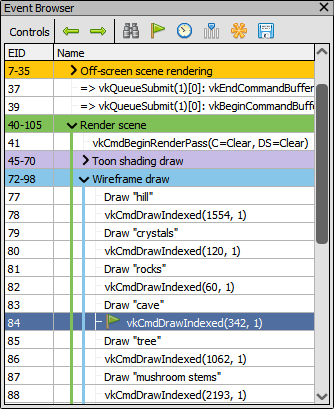 Event Browser
Controls
EID Name
7-35 Off-screen scene rendering
37 => vkQueueSubmit(1)[0]: vkEndCommandBuffer
39 => vkQueueSubmit(1)[0]: vkBeginCommandBuffe
40-105 Render scene
41 vkCmdBeginRenderPass(C=Clear, DS=Clear)
45-70 Toon shading draw
72-98 Wireframe draw
77 Draw "hill"
78 vkCmdDrawIndexed(1554, 1)
79 Draw "crystals"
80 vkCmdDrawIndexed(120, 1)
81 Draw "rocks"
82 vkCmdDrawIndexed(60, 1)
83 Draw "cave"
84 vkCmdDrawIndexed(342, 1)
85 Draw "tree"
86 vkCmdDrawIndexed(1062, 1)
87 Draw "mushroom stems"
88 vkCmdDrawIndexed(2193, 1)